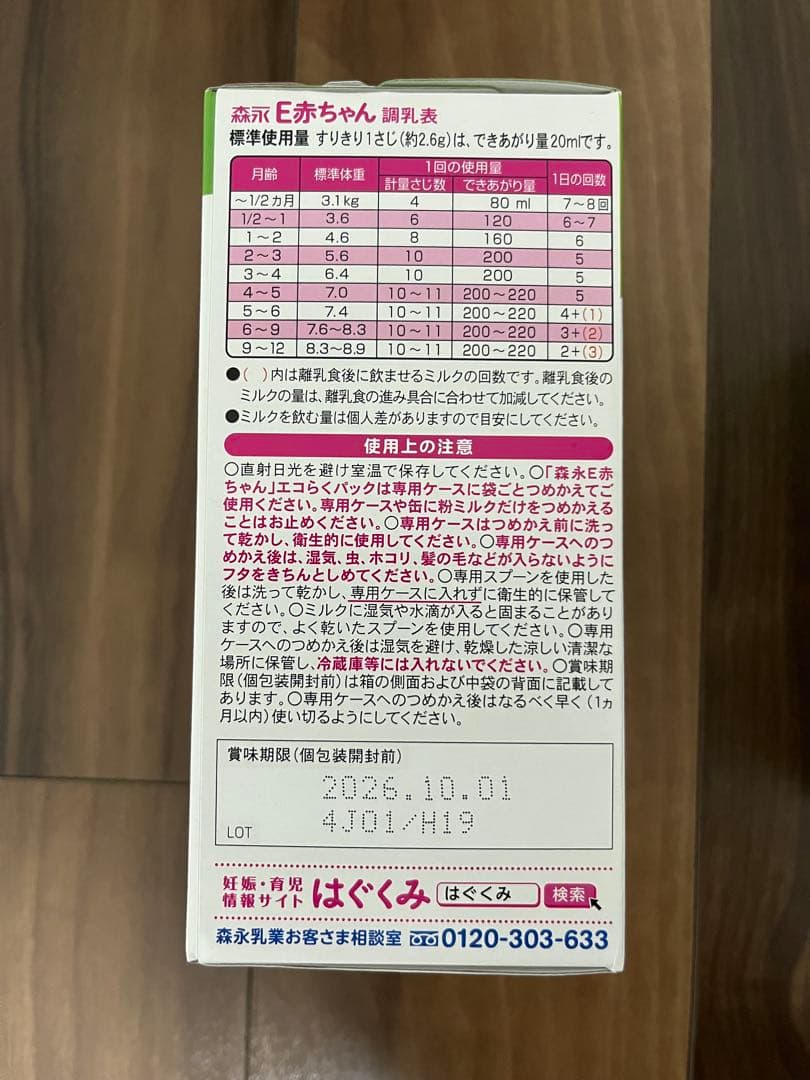 森永E赤ちゃん 調乳表
標準使用量 すりきり1さじ(約2.6g)は、できあがり量20mlです。
月齢 標準体重 1回の使用量 1日の回数
計量さじ数 できあがり量
～1/2カ月 3.1kg 4 80 ml 7～8回
1/2～1 3.6 6 120 6～7
1～2 4.6 8 160 6
2～3 5.6 10 200 5
3～4 6.4 10 200 5
4～5 7.0 10～11 200～220 5
5～6 7.4 10～11 200～220 4+(1)
6～9 7.6～8.3 10～11 200～220 3+(2)
9～12 8.3～8.9 10～11 200～220 2+(3)
●( )内は離乳食後に飲ませるミルクの回数です。離乳食後の
ミルクの量は、離乳食の進み具合に合わせて加減してください。
●ミルクを飲む量は個人差がありますので目安にしてください。
使用上の注意
○直射日光を避け室温で保存してください。○「森永E赤
ちゃん」エコらくパックは専用ケースに袋ごとつめかえてご
使用ください。専用ケースや缶に粉ミルクだけをつめかえる
ことはお止めください。○専用ケースはつめかえ前に洗っ
て乾かし、衛生的に使用してください。○専用ケースへのつ
めかえ後は、湿気、虫、ホコリ、髪の毛などが入らないように
フタをきちんとしめてください。○専用スプーンを使用した
後は洗って乾かし、専用ケースに入れずに衛生的に保管して
ください。○ミルクに湿気や水滴が入ると固まることがあり
ますので、よく乾いたスプーンを使用してください。○専用
ケースへのつめかえ後は湿気を避け、乾燥した涼しい清潔な
場所に保管し、冷蔵庫等には入れないでください。○賞味期
限(個包装開封前)は箱の側面および中袋の背面に記載して
あります。○専用ケースへのつめかえ後はなるべく早く(1ヵ
月以内)使い切るようにしてください。
賞味期限(個包装開封前)
2026.10.01
LOT 4J01/H19
妊娠・育児
情報サイト はぐくみ はぐくみ 検索
森永乳業お客さま相談室 0120-303-633